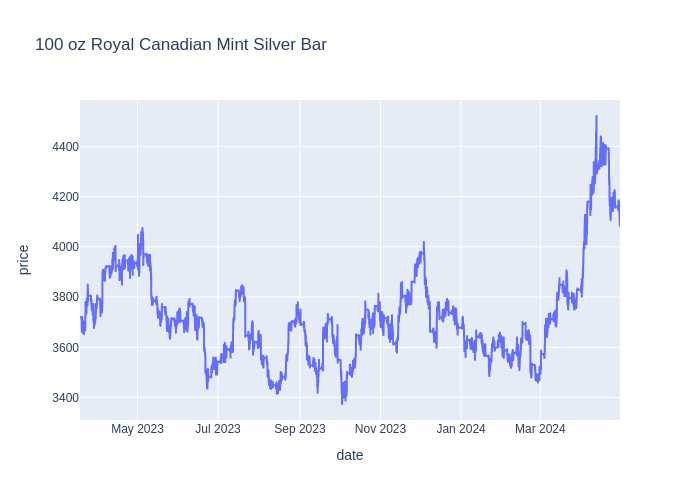 100 oz Royal Canadian Mint Silver Bar
price
4400
4200
4000
3800
3600
3400
May 2023 Jul 2023 Sep 2023 Nov 2023 Jan 2024 Mar 2024
date